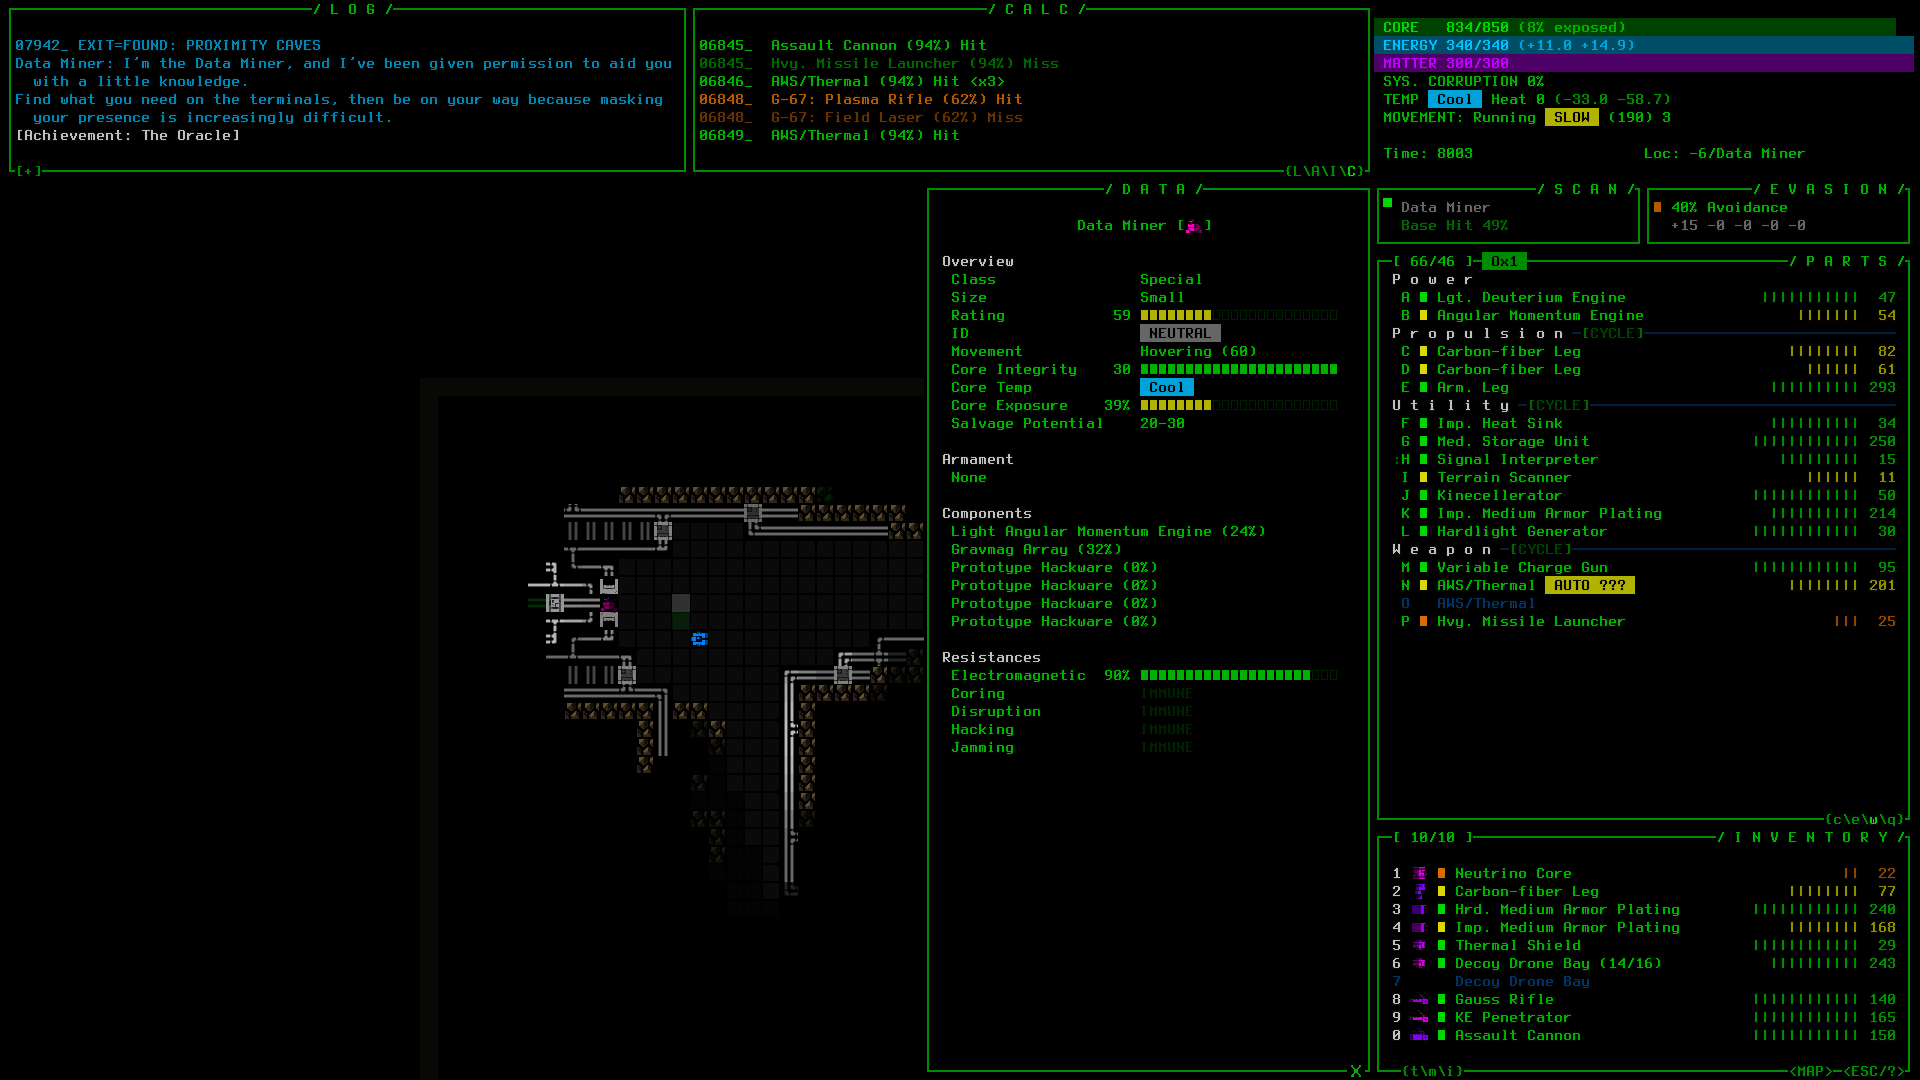 / L O G /
07942_ EXIT=FOUND: PROXIMITY CAVES
Data Miner: I'm the Data Miner, and I've been given permission to aid you
with a little knowledge.
Find what you need on the terminals, then be on your way because masking
your presence is increasingly difficult.
[Achievement: The Oracle]
[+]
/ C A L C /
06845_ Assault Cannon (94%) Hit
06845_ Hvy. Missile Launcher (94%) Miss
06846_ AWS/Thermal (94%) Hit <x3>
06848_ G-67: Plasma Rifle (62%) Hit
06848_ G-67: Field Laser (62%) Miss
06849_ AWS/Thermal (94%) Hit
{L\A\I\C}
CORE 834/850 (8% exposed)
ENERGY 340/340 (+11.0 +14.9)
MATTER 300/300
SYS. CORRUPTION 0%
TEMP Cool Heat 0 (-33.0 -58.7)
MOVEMENT: Running SLOW (190) 3
Time: 8003 Loc: -6/Data Miner
/ D A T A /
Data Miner [ ]
Overview
Class Special
Size Small
Rating 59
ID NEUTRAL
Movement Hovering (60)
Core Integrity 30
Core Temp Cool
Core Exposure 39%
Salvage Potential 20-30
Armament
None
Components
Light Angular Momentum Engine (24%)
Gravmag Array (32%)
Prototype Hackware (0%)
Prototype Hackware (0%)
Prototype Hackware (0%)
Prototype Hackware (0%)
Resistances
Electromagnetic 90%
Coring IMMUNE
Disruption IMMUNE
Hacking IMMUNE
Jamming IMMUNE
X
/ S C A N /
Data Miner
Base Hit 49%
/ E V A S I O N /
40% Avoidance
+15 -0 -0 -0 -0
[ 66/46 ] 0x1 / P A R T S /
P o w e r
A Lgt. Deuterium Engine 47
B Angular Momentum Engine 54
P r o p u l s i o n [CYCLE]
C Carbon-fiber Leg 82
D Carbon-fiber Leg 61
E Arm. Leg 293
U t i l i t y [CYCLE]
F Imp. Heat Sink 34
G Med. Storage Unit 250
:H Signal Interpreter 15
I Terrain Scanner 11
J Kinecellerator 50
K Imp. Medium Armor Plating 214
L Hardlight Generator 30
W e a p o n [CYCLE]
M Variable Charge Gun 95
N AWS/Thermal AUTO ??? 201
O AWS/Thermal
P Hvy. Missile Launcher 25
{c\e\w\q}
[ 10/10 ] / I N V E N T O R Y /
1 Neutrino Core 22
2 Carbon-fiber Leg 77
3 Hrd. Medium Armor Plating 240
4 Imp. Medium Armor Plating 168
5 Thermal Shield 29
6 Decoy Drone Bay (14/16) 243
7 Decoy Drone Bay
8 Gauss Rifle 140
9 KE Penetrator 165
0 Assault Cannon 150
{t\m\i} <MAP> <ESC/?>